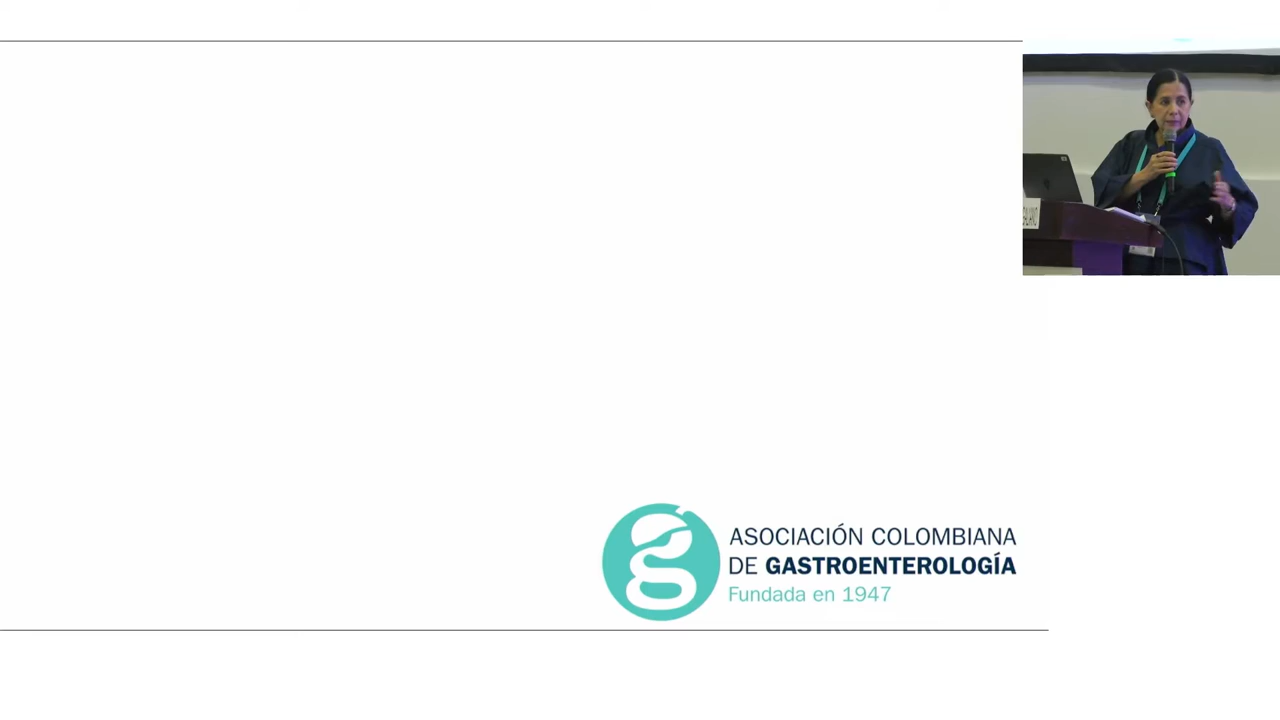 ASOCIACIÓN COLOMBIANA
DE GASTROENTEROLOGÍA
Fundada en 1947